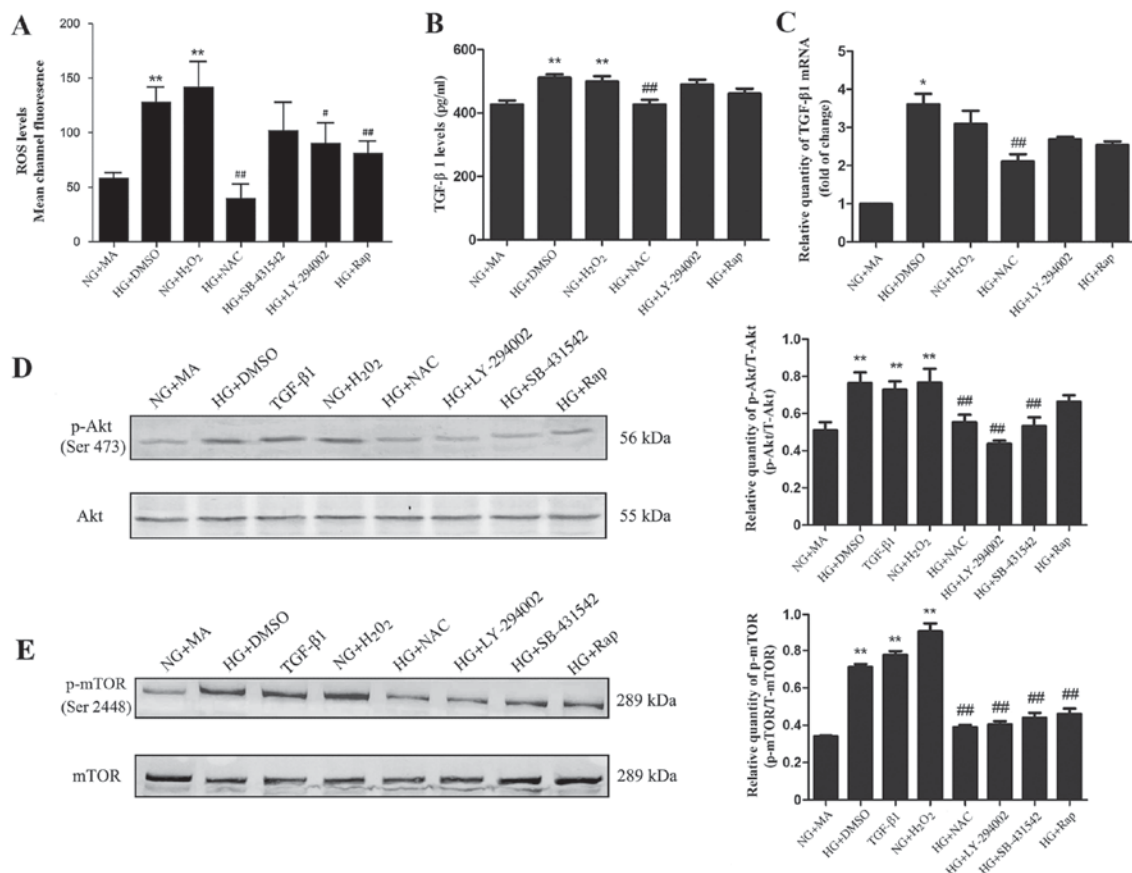 A
ROS levels
Mean channel fluoresence
200
150
100
50
0
**
**
##
#
##
NG+MA
HG+DMSO
NG+H₂O₂
HG+NAC
HG+SB-431542
HG+LY-294002
HG+Rap
B
TGF-β 1 levels (pg/ml)
600
400
200
0
**
**
##
NG+MA
HG+DMSO
NG+H₂O₂
HG+NAC
HG+LY-294002
HG+Rap
C
Relative quantity of TGF-β1 mRNA
(fold of change)
5
4
3
2
1
0
*
##
NG+MA
HG+DMSO
NG+H₂O₂
HG+NAC
HG+LY-294002
HG+Rap
D
NG+MA
HG+DMSO
TGF-β1
NG+H₂O₂
HG+NAC
HG+LY-294002
HG+SB-431542
HG+Rap
p-Akt
(Ser 473)
56 kDa
Akt
55 kDa
Relative quantity of p-Akt/T-Akt
(p-Akt/T-Akt)
1.0
0.8
0.6
0.4
0.2
0.0
**
**
**
##
##
##
NG+MA
HG+DMSO
TGF-β1
NG+H₂O₂
HG+NAC
HG+LY-294002
HG+SB-431542
HG+Rap
E
NG+MA
HG+DMSO
TGF-β1
NG+H₂O₂
HG+NAC
HG+LY-294002
HG+SB-431542
HG+Rap
p-mTOR
(Ser 2448)
289 kDa
mTOR
289 kDa
Relative quantity of p-mTOR
(p-mTOR/T-mTOR)
1.0
0.8
0.6
0.4
0.2
0.0
**
**
**
##
##
##
##
NG+MA
HG+DMSO
TGF-β1
NG+H₂O₂
HG+NAC
HG+LY-294002
HG+SB-431542
HG+Rap